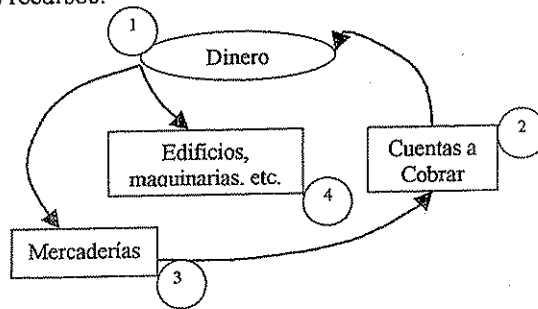 recursos.
1
Dinero
2
Edificios,
maquinarias, etc.
Cuentas a
Cobrar
4
Mercaderías
3